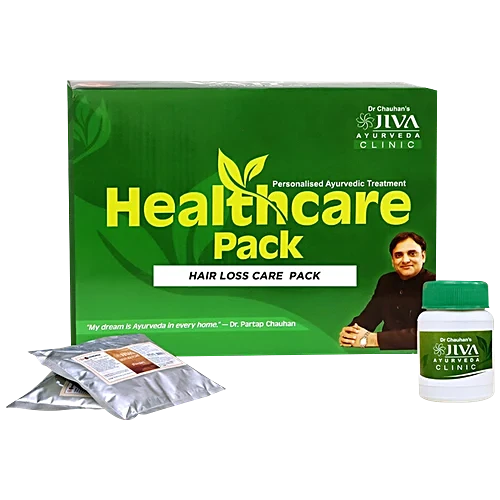 Dr Chauhan's
JIVA
AYURVEDA
CLINIC
Personalised Ayurvedic Treatment
Healthcare
Pack
HAIR LOSS CARE PACK
"My dream is Ayurveda in every home." — Dr. Partap Chauhan
Dr Chauhan's
JIVA
AYURVEDA
CLINIC